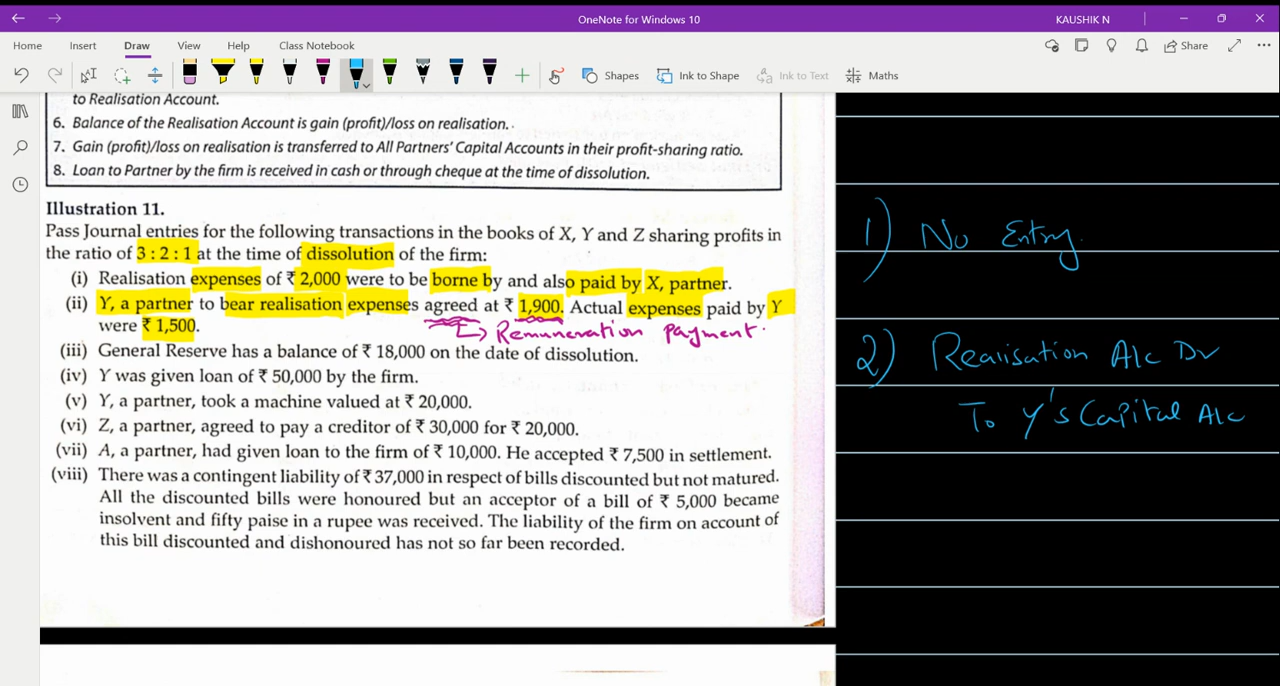 OneNote for Windows 10
KAUSHIK N
Home Insert Draw View Help Class Notebook
Share
Shapes Ink to Shape Ink to Text Maths
to Realisation Account.
6. Balance of the Realisation Account is gain (profit)/loss on realisation.
7. Gain (profit)/loss on realisation is transferred to All Partners' Capital Accounts in their profit-sharing ratio.
8. Loan to Partner by the firm is received in cash or through cheque at the time of dissolution.
Illustration 11.
Pass Journal entries for the following transactions in the books of X, Y and Z sharing profits in
the ratio of 3 : 2 : 1 at the time of dissolution of the firm:
(i) Realisation expenses of ₹ 2,000 were to be borne by and also paid by X, partner.
(ii) Y, a partner to bear realisation expenses agreed at ₹ 1,900. Actual expenses paid by Y
were ₹ 1,500.
Remuneration Payment.
(iii) General Reserve has a balance of ₹ 18,000 on the date of dissolution.
(iv) Y was given loan of ₹ 50,000 by the firm.
(v) Y, a partner, took a machine valued at ₹ 20,000.
(vi) Z, a partner, agreed to pay a creditor of ₹ 30,000 for ₹ 20,000.
(vii) A, a partner, had given loan to the firm of ₹ 10,000. He accepted ₹ 7,500 in settlement.
(viii) There was a contingent liability of ₹ 37,000 in respect of bills discounted but not matured.
All the discounted bills were honoured but an acceptor of a bill of ₹ 5,000 became
insolvent and fifty paise in a rupee was received. The liability of the firm on account of
this bill discounted and dishonoured has not so far been recorded.
1) No Entry.
2) Realisation A/c Dr
To Y's Capital A/c